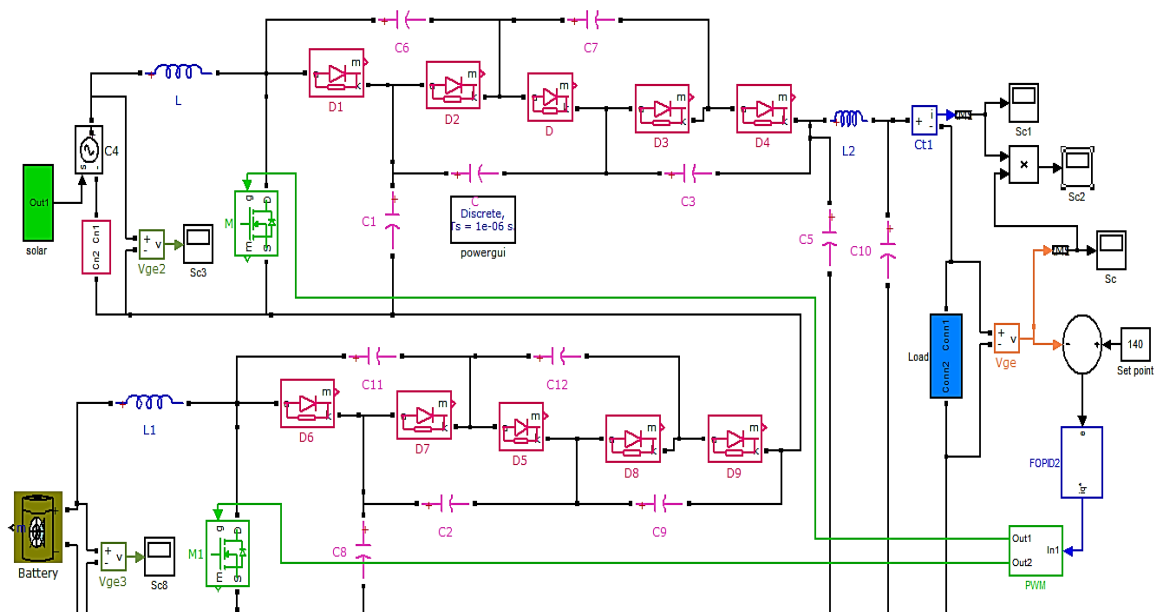 C6
C7
L
D1
m
a
k
D2
m
a
k
D
m
a
k
D3
m
a
k
D4
m
a
k
L2
+
i
-
Ct1
Sc1
×
Sc2
Out1
solar
s
C4
Cn2 Cn1
+
-
v
Vge2
Sc3
g
D
M
E
S
C1
C
C3
Discrete,
Ts = 1e-06 s.
powergui
C5
C10
Sc
Load
Conn2 Conn1
+
-
v
Vge
-
+
140
Set point
C11
C12
L1
D6
m
a
k
D7
m
a
k
D5
m
a
k
D8
m
a
k
D9
m
a
k
C2
C9
C8
e
FOPID2
iq*
+
m
-
Battery
+
-
v
Vge3
Sc8
g
D
M1
E
S
Out1
In1
Out2
PWM